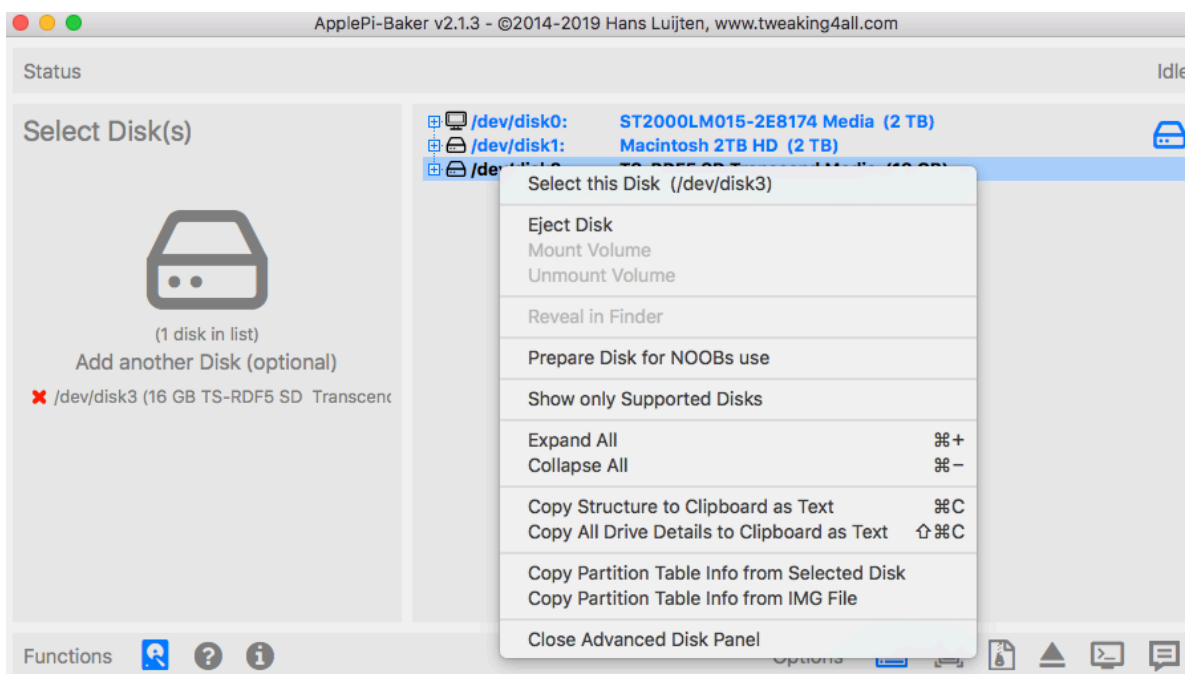 ApplePi-Baker v2.1.3 - ©2014-2019 Hans Luijten, www.tweaking4all.com
Status
Idle
Select Disk(s)
(1 disk in list)
Add another Disk (optional)
/dev/disk3 (16 GB TS-RDF5 SD Transcend
/dev/disk0: ST2000LM015-2E8174 Media (2 TB)
/dev/disk1: Macintosh 2TB HD (2 TB)
Select this Disk (/dev/disk3)
Eject Disk
Mount Volume
Unmount Volume
Reveal in Finder
Prepare Disk for NOOBs use
Show only Supported Disks
Expand All ⌘+
Collapse All ⌘−
Copy Structure to Clipboard as Text ⌘C
Copy All Drive Details to Clipboard as Text ⇧⌘C
Copy Partition Table Info from Selected Disk
Copy Partition Table Info from IMG File
Close Advanced Disk Panel
Functions
Options